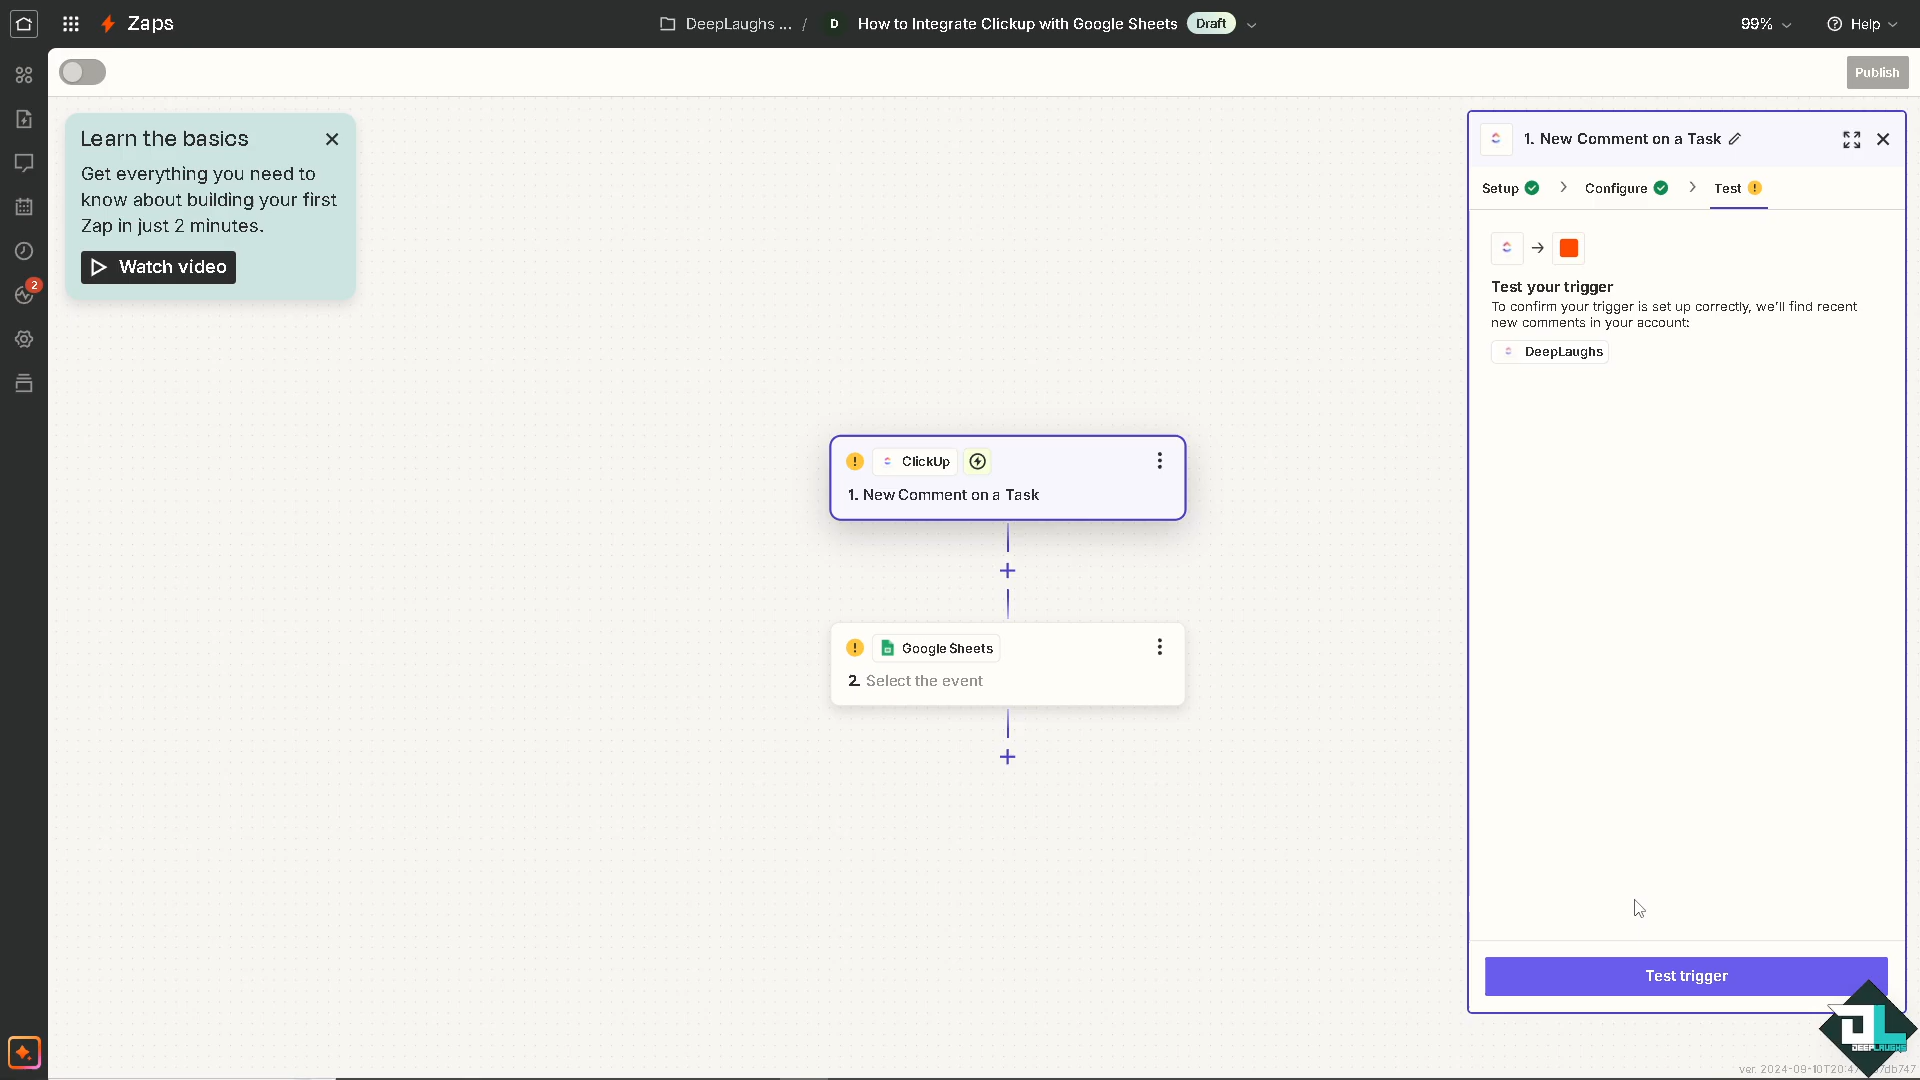 Zaps
DeepLaughs ... / D How to Integrate Clickup with Google Sheets Draft
99%
Help
Publish
Learn the basics
Get everything you need to
know about building your first
Zap in just 2 minutes.
Watch video
2
1. New Comment on a Task
Setup
Configure
Test
Test your trigger
To confirm your trigger is set up correctly, we'll find recent
new comments in your account:
DeepLaughs
ClickUp
1. New Comment on a Task
Google Sheets
2. Select the event
Test trigger
DEEPLAUGHS